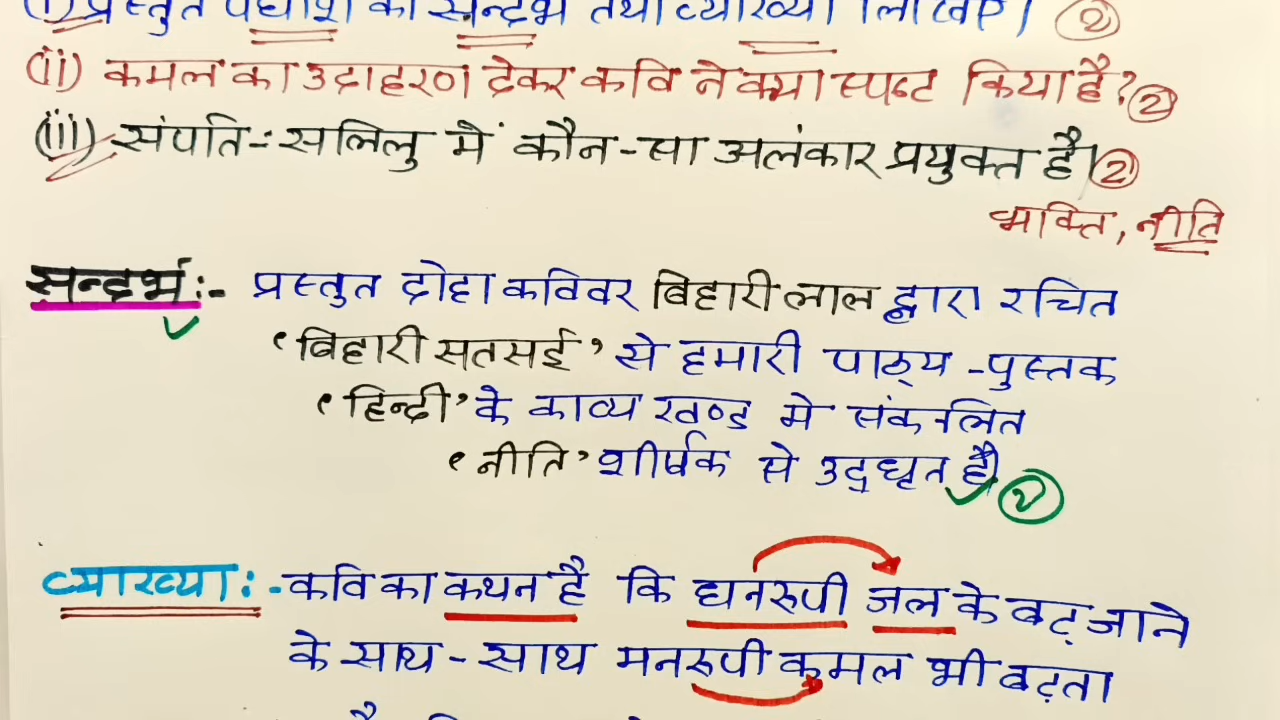 (i) प्रस्तुत पद्यांश का सन्दर्भ तथा व्याख्या लिखिए। ②
(ii) कमल का उदाहरण देकर कवि ने क्या स्पष्ट किया है? ②
(iii) संपति-सलिलु में कौन-सा अलंकार प्रयुक्त है। ②
भक्ति, नीति
सन्दर्भ:- प्रस्तुत दोहा कविवर बिहारी लाल द्वारा रचित
'बिहारी सतसई' से हमारी पाठ्य-पुस्तक
'हिन्दी' के काव्य खण्ड में संकलित
'नीति' शीर्षक से उद्धृत है। ✓
व्याख्या:- कवि का कथन है कि धनरूपी जल के बढ़ जाने
के साथ-साथ मनरूपी कमल भी बढ़ता